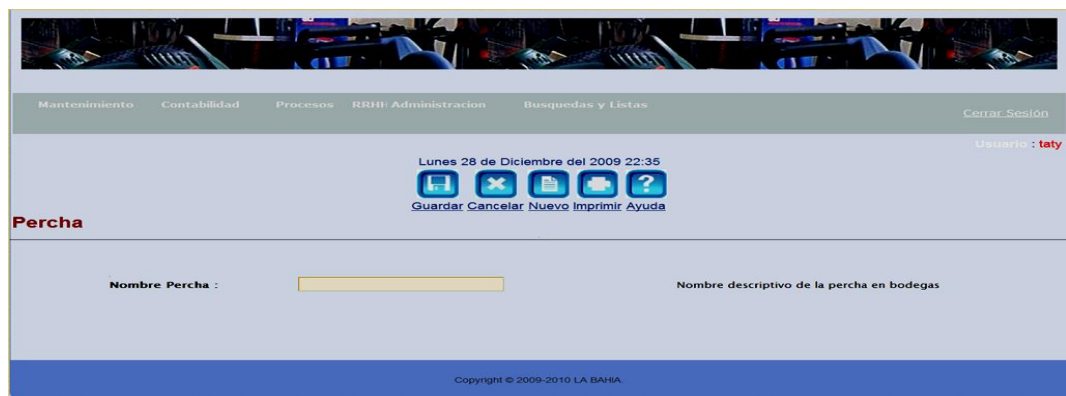 Mantenimiento Contabilidad Procesos RRHH Administracion Busquedas y Listas
Cerrar Sesión
Usuario : taty
Lunes 28 de Diciembre del 2009 22:35
Guardar Cancelar Nuevo Imprimir Ayuda
Percha
Nombre Percha : Nombre descriptivo de la percha en bodegas
Copyright © 2009-2010 LA BAHIA